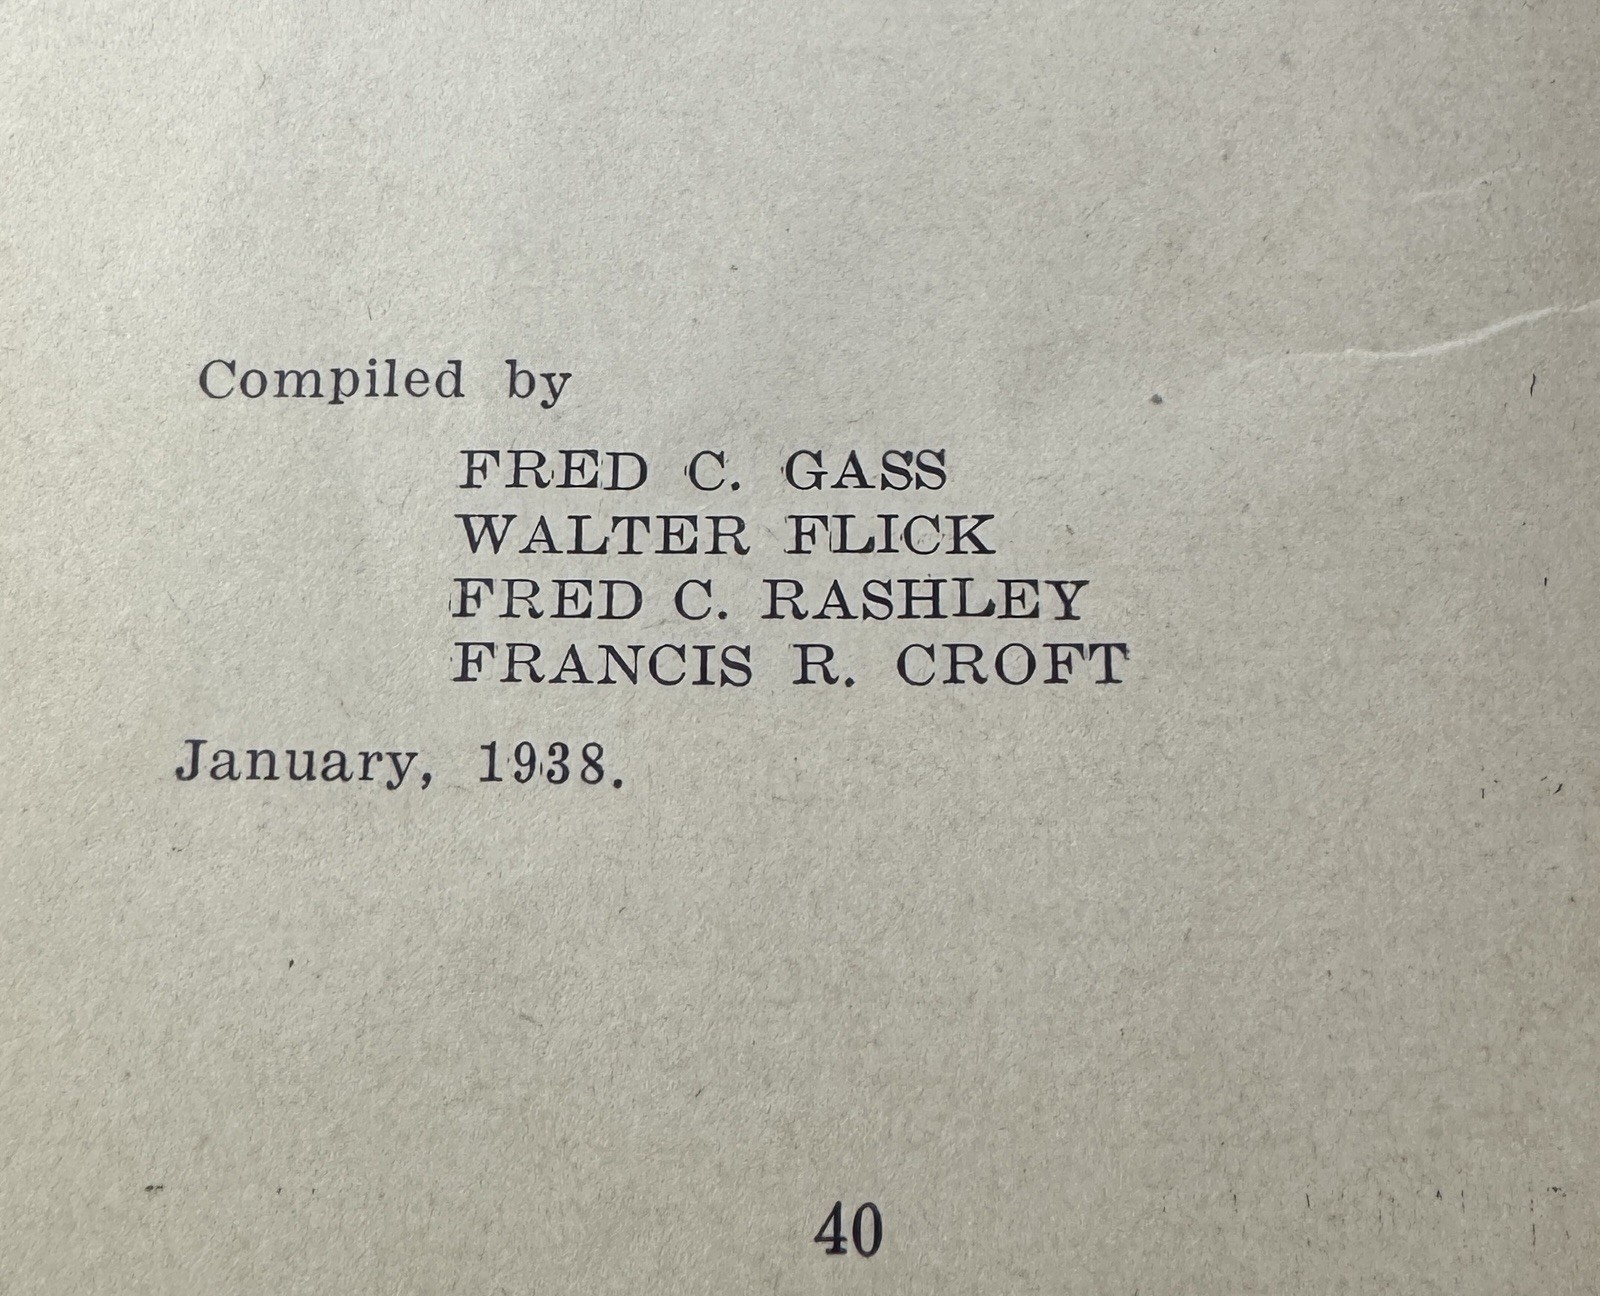 Compiled by
FRED C. GASS
WALTER FLICK
FRED C. RASHLEY
FRANCIS R. CROFT
January, 1938.
40